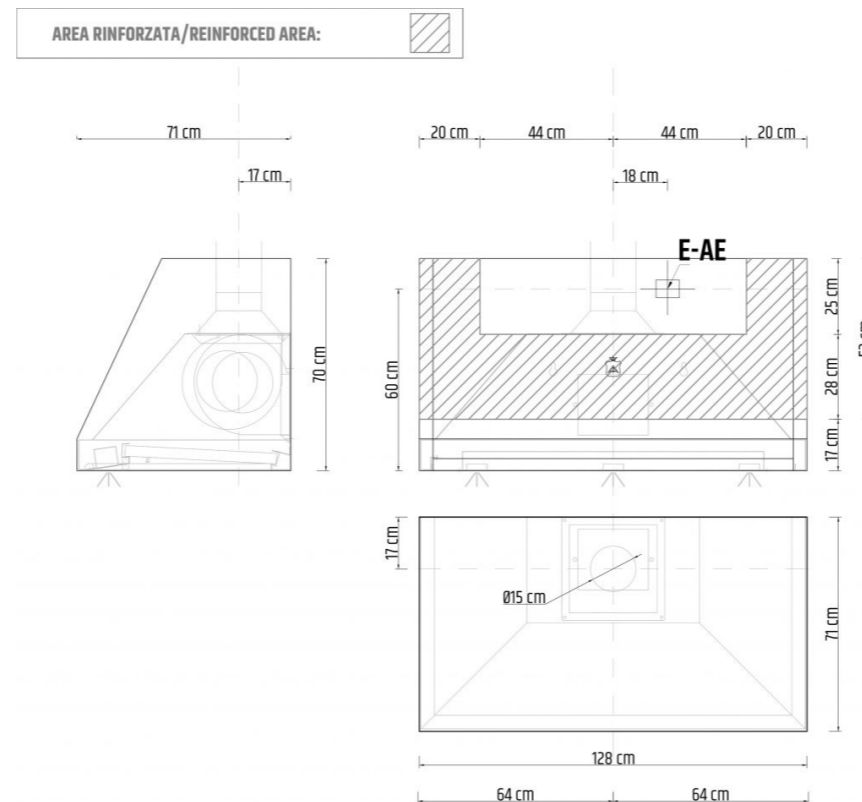 AREA RINFORZATA/REINFORCED AREA:
71 cm
20 cm 44 cm 44 cm 20 cm
17 cm
18 cm
E-AE
70 cm
60 cm
25 cm
28 cm
17 cm
17 cm
Ø15 cm
71 cm
128 cm
64 cm 64 cm